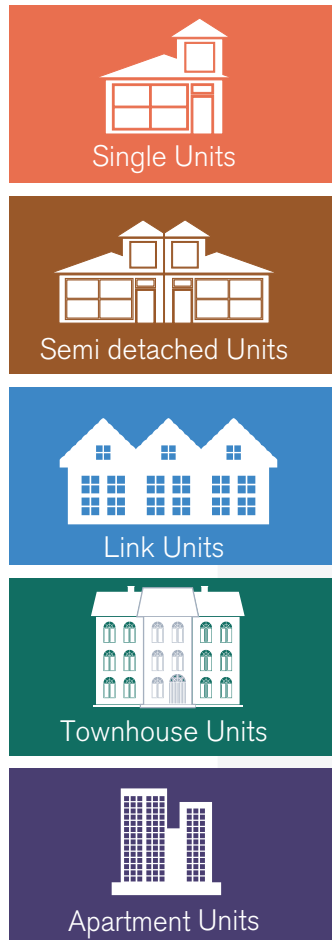 Single Units
Semi detached Units
Link Units
Townhouse Units
Apartment Units